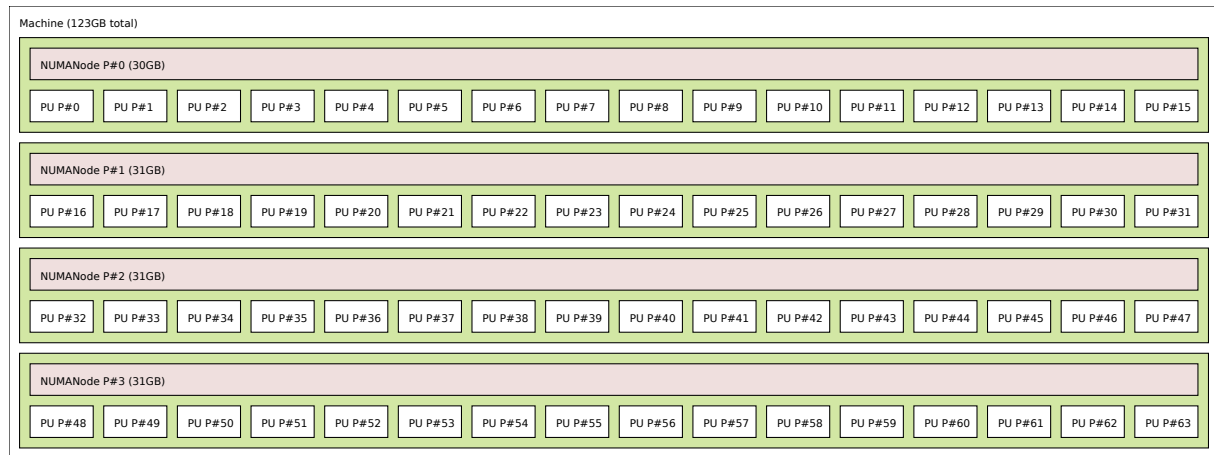 Machine (123GB total)
NUMANode P#0 (30GB)
PU P#0 PU P#1 PU P#2 PU P#3 PU P#4 PU P#5 PU P#6 PU P#7 PU P#8 PU P#9 PU P#10 PU P#11 PU P#12 PU P#13 PU P#14 PU P#15
NUMANode P#1 (31GB)
PU P#16 PU P#17 PU P#18 PU P#19 PU P#20 PU P#21 PU P#22 PU P#23 PU P#24 PU P#25 PU P#26 PU P#27 PU P#28 PU P#29 PU P#30 PU P#31
NUMANode P#2 (31GB)
PU P#32 PU P#33 PU P#34 PU P#35 PU P#36 PU P#37 PU P#38 PU P#39 PU P#40 PU P#41 PU P#42 PU P#43 PU P#44 PU P#45 PU P#46 PU P#47
NUMANode P#3 (31GB)
PU P#48 PU P#49 PU P#50 PU P#51 PU P#52 PU P#53 PU P#54 PU P#55 PU P#56 PU P#57 PU P#58 PU P#59 PU P#60 PU P#61 PU P#62 PU P#63